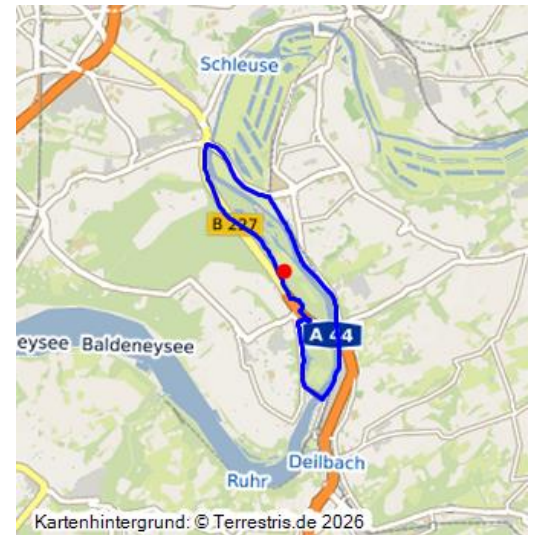 Schleuse
B 227
A 44
eysee Baldeneysee
Deilbach
Ruhr
Kartenhintergrund: © Terrestris.de 2026